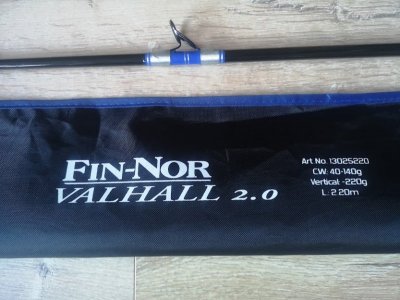 FIN-NOR
VALHALL 2.0
Art. No. 13025220
CW: 40-140g
Vertical: -220g
L: 2.20m